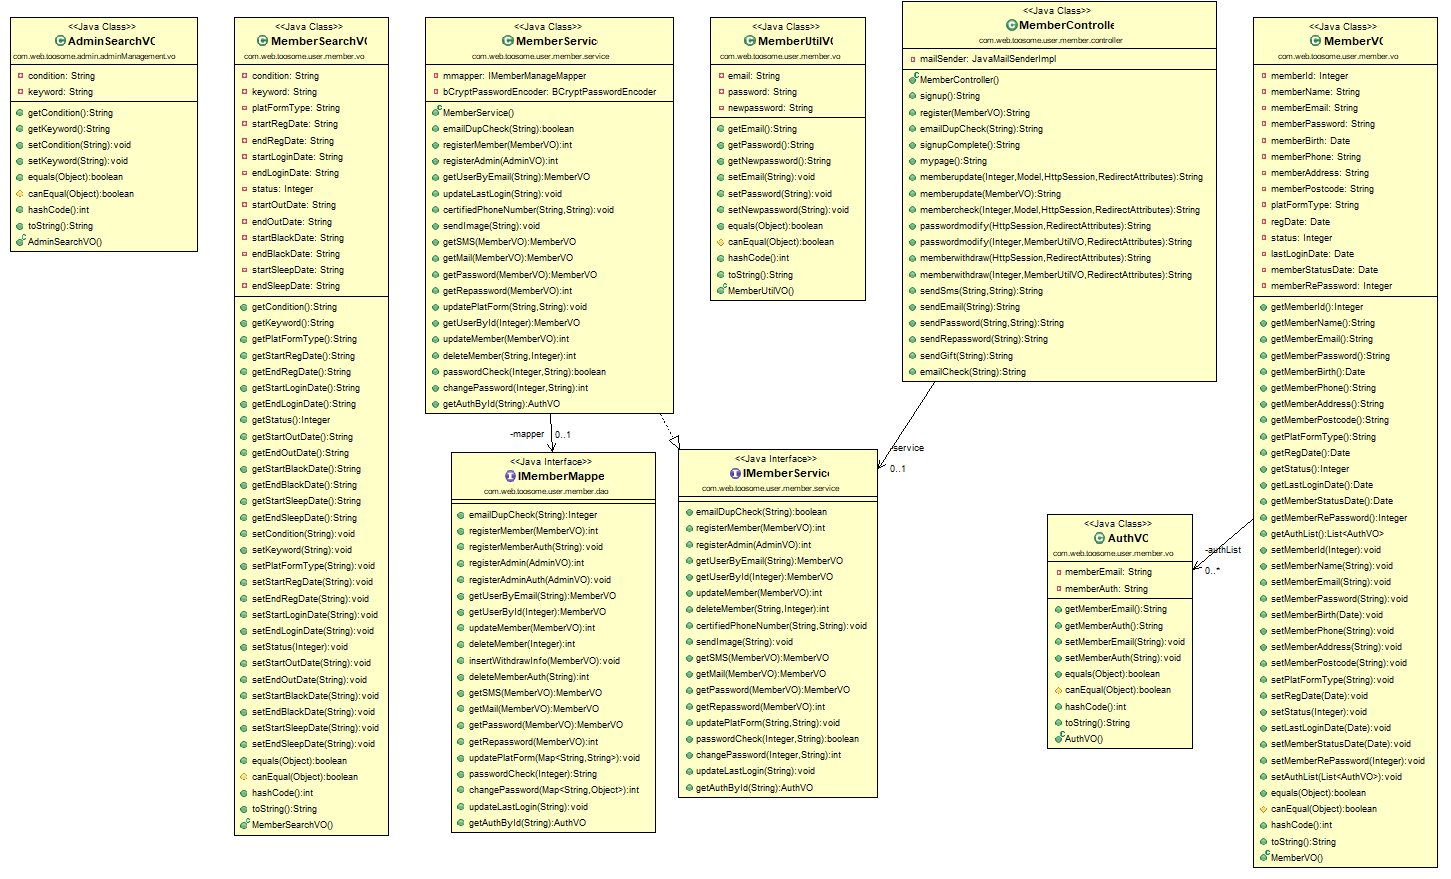 <<Java Class>>
AdminSearchVO
com.web.toosome.admin.adminManagement.vo
condition: String
keyword: String
getCondition():String
getKeyword():String
setCondition(String):void
setKeyword(String):void
equals(Object):boolean
canEqual(Object):boolean
hashCode():int
toString():String
AdminSearchVO()
<<Java Class>>
MemberSearchVO
com.web.toosome.user.member.vo
condition: String
keyword: String
platFormType: String
startRegDate: String
endRegDate: String
startLoginDate: String
endLoginDate: String
status: Integer
startOutDate: String
endOutDate: String
startBlackDate: String
endBlackDate: String
startSleepDate: String
endSleepDate: String
getCondition():String
getKeyword():String
getPlatFormType():String
getStartRegDate():String
getEndRegDate():String
getStartLoginDate():String
getEndLoginDate():String
getStatus():Integer
getStartOutDate():String
getEndOutDate():String
getStartBlackDate():String
getEndBlackDate():String
getStartSleepDate():String
getEndSleepDate():String
setCondition(String):void
setKeyword(String):void
setPlatFormType(String):void
setStartRegDate(String):void
setEndRegDate(String):void
setStartLoginDate(String):void
setEndLoginDate(String):void
setStatus(Integer):void
setStartOutDate(String):void
setEndOutDate(String):void
setStartBlackDate(String):void
setEndBlackDate(String):void
setStartSleepDate(String):void
setEndSleepDate(String):void
equals(Object):boolean
canEqual(Object):boolean
hashCode():int
toString():String
MemberSearchVO()
<<Java Class>>
MemberService
com.web.toosome.user.member.service
mmapper: IMemberManageMapper
bCryptPasswordEncoder: BCryptPasswordEncoder
MemberService()
emailDupCheck(String):boolean
registerMember(MemberVO):int
registerAdmin(AdminVO):int
getUserByEmail(String):MemberVO
updateLastLogin(String):void
certifiedPhoneNumber(String,String):void
sendImage(String):void
getSMS(MemberVO):MemberVO
getMail(MemberVO):MemberVO
getPassword(MemberVO):MemberVO
getRepassword(MemberVO):int
updatePlatForm(String,String):void
getUserById(Integer):MemberVO
updateMember(MemberVO):int
deleteMember(String,Integer):int
passwordCheck(Integer,String):boolean
changePassword(Integer,String):int
getAuthById(String):AuthVO
-mapper
0..1
<<Java Interface>>
IMemberMappe
com.web.toosome.user.member.dao
emailDupCheck(String):Integer
registerMember(MemberVO):int
registerMemberAuth(String):void
registerAdmin(AdminVO):int
registerAdminAuth(AdminVO):void
getUserByEmail(String):MemberVO
getUserById(Integer):MemberVO
updateMember(MemberVO):int
deleteMember(Integer):int
insertWithdrawInfo(MemberVO):void
deleteMemberAuth(String):int
getSMS(MemberVO):MemberVO
getMail(MemberVO):MemberVO
getPassword(MemberVO):MemberVO
getRepassword(MemberVO):int
updatePlatForm(Map<String,String>):void
passwordCheck(Integer):String
changePassword(Map<String,Object>):int
updateLastLogin(String):void
getAuthById(String):AuthVO
<<Java Interface>>
IMemberService
com.web.toosome.user.member.service
emailDupCheck(String):boolean
registerMember(MemberVO):int
registerAdmin(AdminVO):int
getUserByEmail(String):MemberVO
getUserById(Integer):MemberVO
updateMember(MemberVO):int
deleteMember(String,Integer):int
certifiedPhoneNumber(String,String):void
sendImage(String):void
getSMS(MemberVO):MemberVO
getMail(MemberVO):MemberVO
getPassword(MemberVO):MemberVO
getRepassword(MemberVO):int
updatePlatForm(String,String):void
passwordCheck(Integer,String):boolean
changePassword(Integer,String):int
updateLastLogin(String):void
getAuthById(String):AuthVO
<<Java Class>>
MemberUtilVO
com.web.toosome.user.member.vo
email: String
password: String
newpassword: String
getEmail():String
getPassword():String
getNewpassword():String
setEmail(String):void
setPassword(String):void
setNewpassword(String):void
equals(Object):boolean
canEqual(Object):boolean
hashCode():int
toString():String
MemberUtilVO()
<<Java Class>>
MemberControlle
com.web.toosome.user.member.controller
mailSender: JavaMailSenderImpl
MemberController()
signup():String
register(MemberVO):String
emailDupCheck(String):String
signupComplete():String
mypage():String
memberupdate(Integer,Model,HttpSession,RedirectAttributes):String
memberupdate(MemberVO):String
membercheck(Integer,Model,HttpSession,RedirectAttributes):String
passwordmodify(HttpSession,RedirectAttributes):String
passwordmodify(Integer,MemberUtilVO,RedirectAttributes):String
memberwithdraw(HttpSession,RedirectAttributes):String
memberwithdraw(Integer,MemberUtilVO,RedirectAttributes):String
sendSms(String,String):String
sendEmail(String):String
sendPassword(String,String):String
sendRepassword(String):String
sendGift(String):String
emailCheck(String):String
-service
0..1
<<Java Class>>
AuthVO
com.web.toosome.user.member.vo
memberEmail: String
memberAuth: String
getMemberEmail():String
getMemberAuth():String
setMemberEmail(String):void
setMemberAuth(String):void
equals(Object):boolean
canEqual(Object):boolean
hashCode():int
toString():String
AuthVO()
-authList
0..*
<<Java Class>>
MemberVO
com.web.toosome.user.member.vo
memberId: Integer
memberName: String
memberEmail: String
memberPassword: String
memberBirth: Date
memberPhone: String
memberAddress: String
memberPostcode: String
platFormType: String
regDate: Date
status: Integer
lastLoginDate: Date
memberStatusDate: Date
memberRePassword: Integer
getMemberId():Integer
getMemberName():String
getMemberEmail():String
getMemberPassword():String
getMemberBirth():Date
getMemberPhone():String
getMemberAddress():String
getMemberPostcode():String
getPlatFormType():String
getRegDate():Date
getStatus():Integer
getLastLoginDate():Date
getMemberStatusDate():Date
getMemberRePassword():Integer
getAuthList():List<AuthVO>
setMemberId(Integer):void
setMemberName(String):void
setMemberEmail(String):void
setMemberPassword(String):void
setMemberBirth(Date):void
setMemberPhone(String):void
setMemberAddress(String):void
setMemberPostcode(String):void
setPlatFormType(String):void
setRegDate(Date):void
setStatus(Integer):void
setLastLoginDate(Date):void
setMemberStatusDate(Date):void
setMemberRePassword(Integer):void
setAuthList(List<AuthVO>):void
equals(Object):boolean
canEqual(Object):boolean
hashCode():int
toString():String
MemberVO()